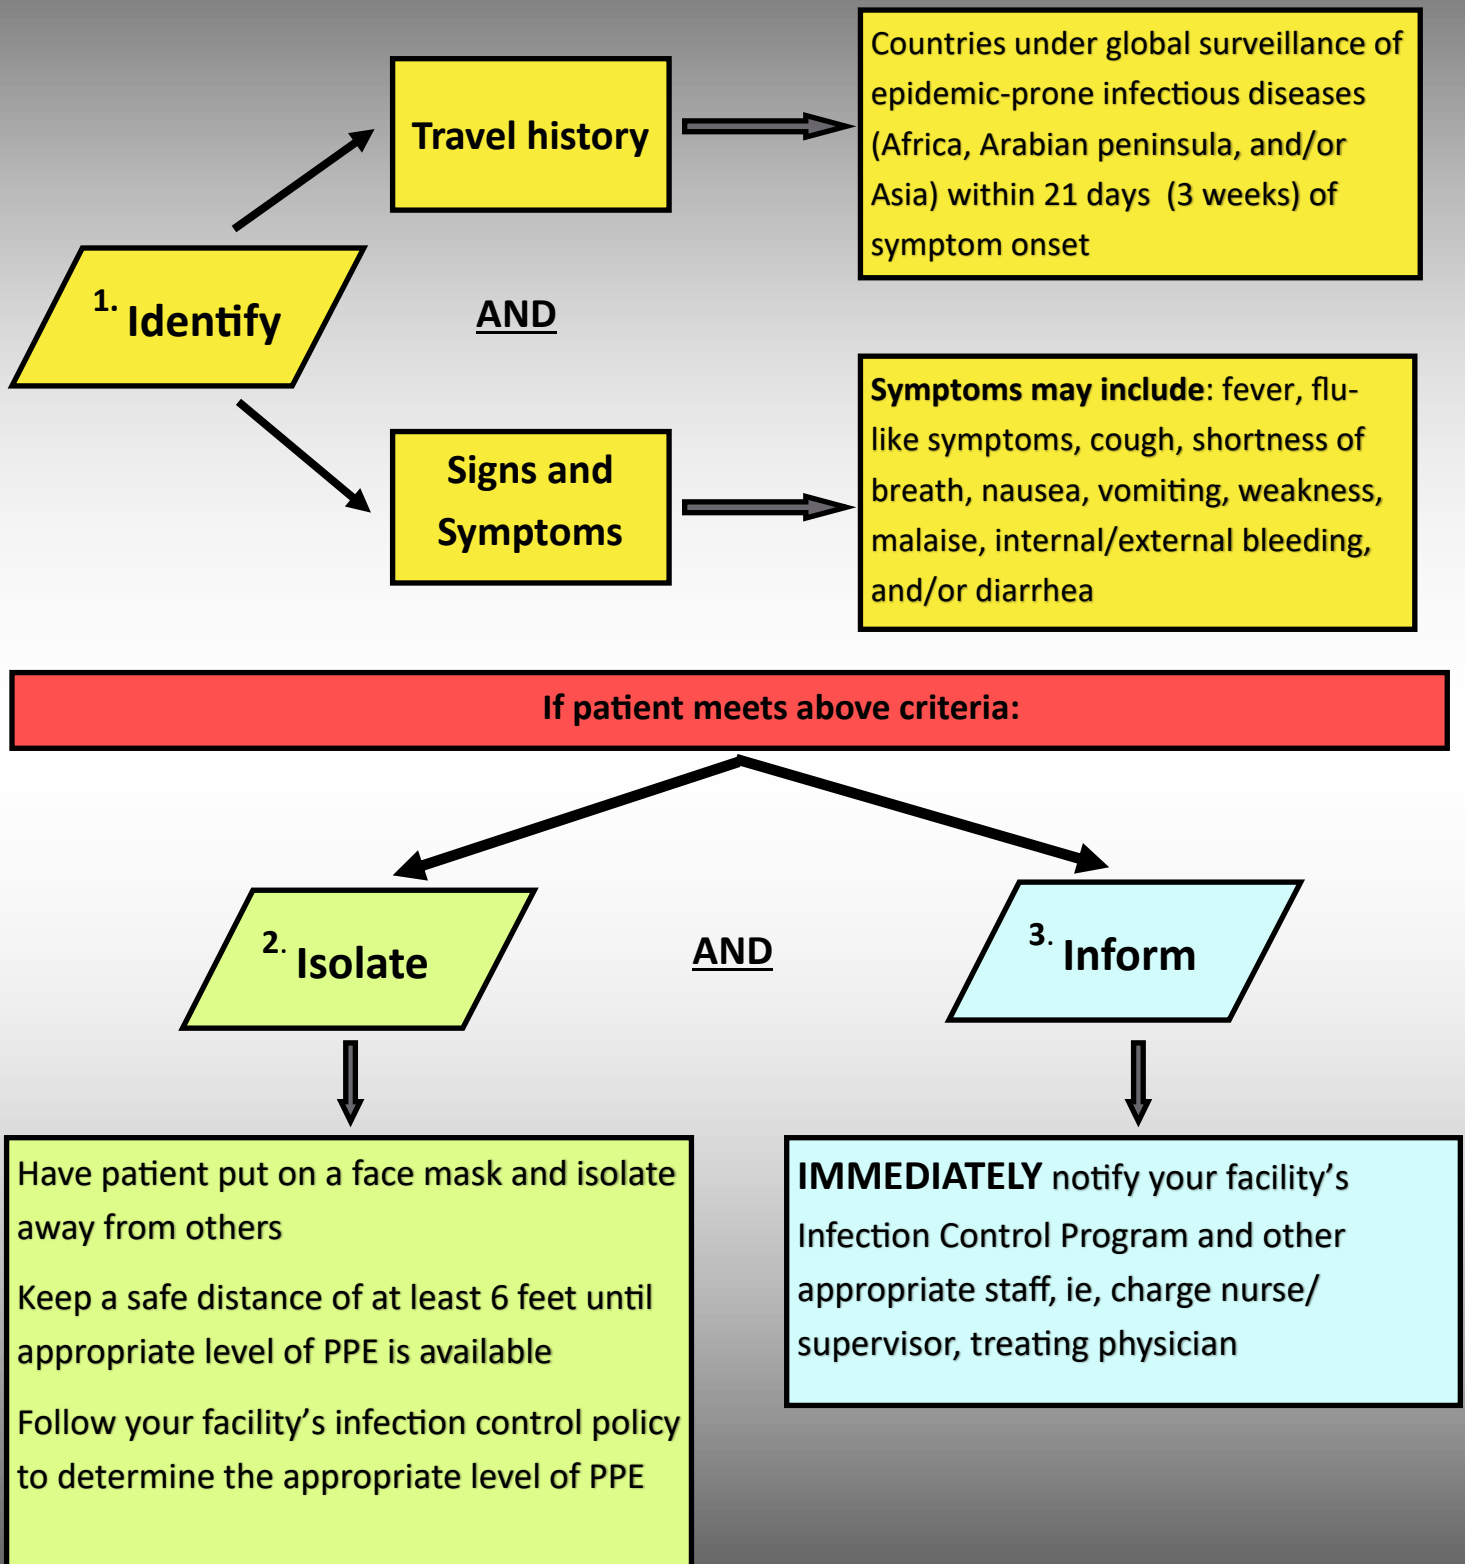 Travel history
Countries under global surveillance of
epidemic-prone infectious diseases
(Africa, Arabian peninsula, and/or
Asia) within 21 days  (3 weeks) of
symptom onset
1. Identify
AND
Signs and
Symptoms
Symptoms may include: fever, flu-
like symptoms, cough, shortness of
breath, nausea, vomiting, weakness,
malaise, internal/external bleeding,
and/or diarrhea
If patient meets above criteria:
2. Isolate
AND
3. Inform
Have patient put on a face mask and isolate
away from others
Keep a safe distance of at least 6 feet until
appropriate level of PPE is available
Follow your facility’s infection control policy
to determine the appropriate level of PPE
IMMEDIATELY notify your facility’s
Infection Control Program and other
appropriate staff, ie, charge nurse/
supervisor, treating physician